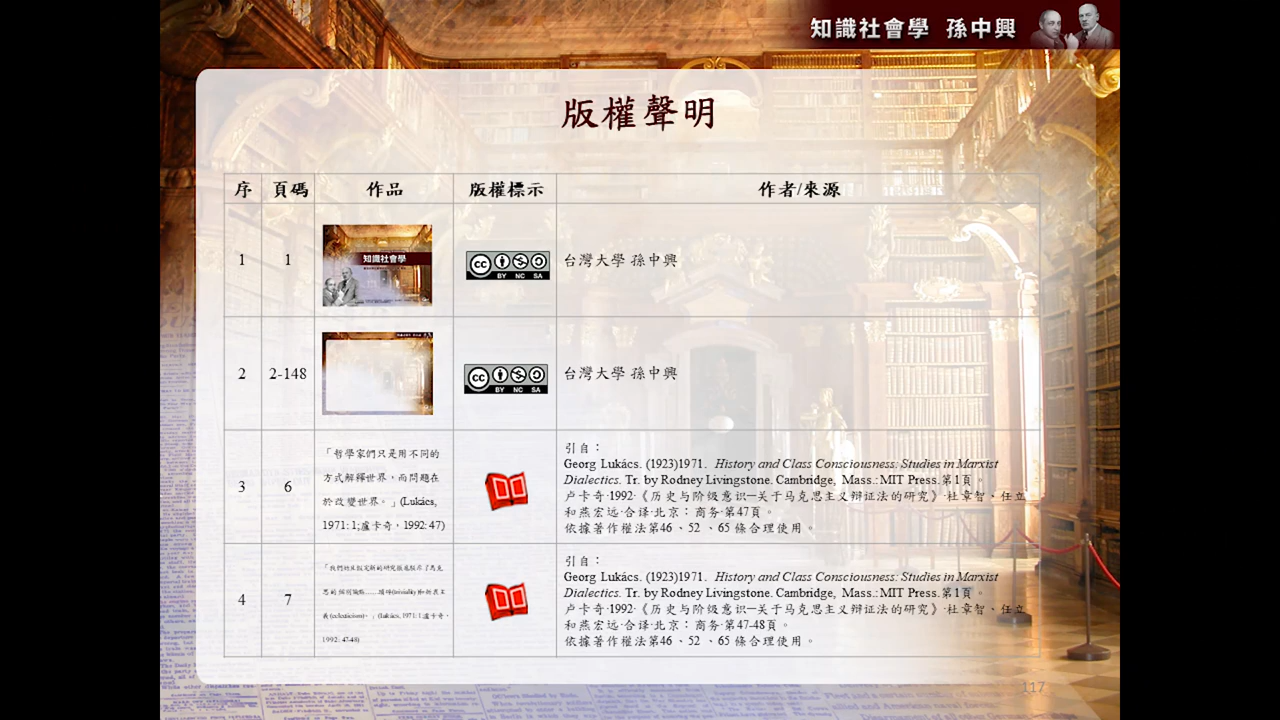 知識社會學 孫中興
版權聲明
序 頁碼 作品 版權標示 作者/來源
1 1 知識社會學 CC BY NC SA 台灣大學 孫中興
2 2-148 CC BY NC SA 台灣大學 孫中興
3 6
「哲學家們只是用不同的
方式解釋世界，而問題在
於改變世界。」(Lukács,
1971: 1;盧卡奇，1992: 47)
引自：
Georg Lukács. (1923)1971. History and Class Consciousness: Studies in Marxist
Dialectics. Tr. by Rodney Livingstone. Cambridge, Mass.: MIT Press.第1頁。
卢卡奇·1992·《历史与阶级意识─关于马克思主义辩证法的研究》·杜章智、任立
和燕宏远·合译·北京：商务·第47頁。
依據著作權法第46、52、65 條合理使用。
4 7
1992: 47-48)
引自：
Georg Lukács. (1923)1971. History and Class Consciousness: Studies in Marxist
Dialectics. Tr. by Rodney Livingstone. Cambridge, Mass.: MIT Press.第1頁。
卢卡奇·1992·《历史与阶级意识─关于马克思主义辩证法的研究》·杜章智、任立
和燕宏远·合译·北京：商务·第47-48頁。
依據著作權法第46、52、65 條合理使用。
117